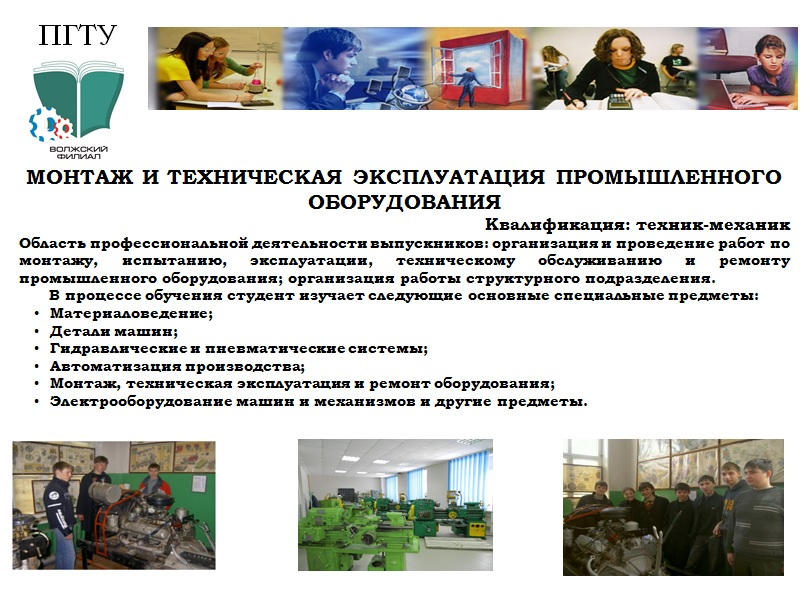 ПГТУ
ВОЛЖСКИЙ
ФИЛИАЛ
МОНТАЖ И ТЕХНИЧЕСКАЯ ЭКСПЛУАТАЦИЯ ПРОМЫШЛЕННОГО
ОБОРУДОВАНИЯ
Квалификация: техник-механик
Область профессиональной деятельности выпускников: организация и проведение работ по
монтажу, испытанию, эксплуатации, техническому обслуживанию и ремонту
промышленного оборудования; организация работы структурного подразделения.
В процессе обучения студент изучает следующие основные специальные предметы:
• Материаловедение;
• Детали машин;
• Гидравлические и пневматические системы;
• Автоматизация производства;
• Монтаж, техническая эксплуатация и ремонт оборудования;
• Электрооборудование машин и механизмов и другие предметы.